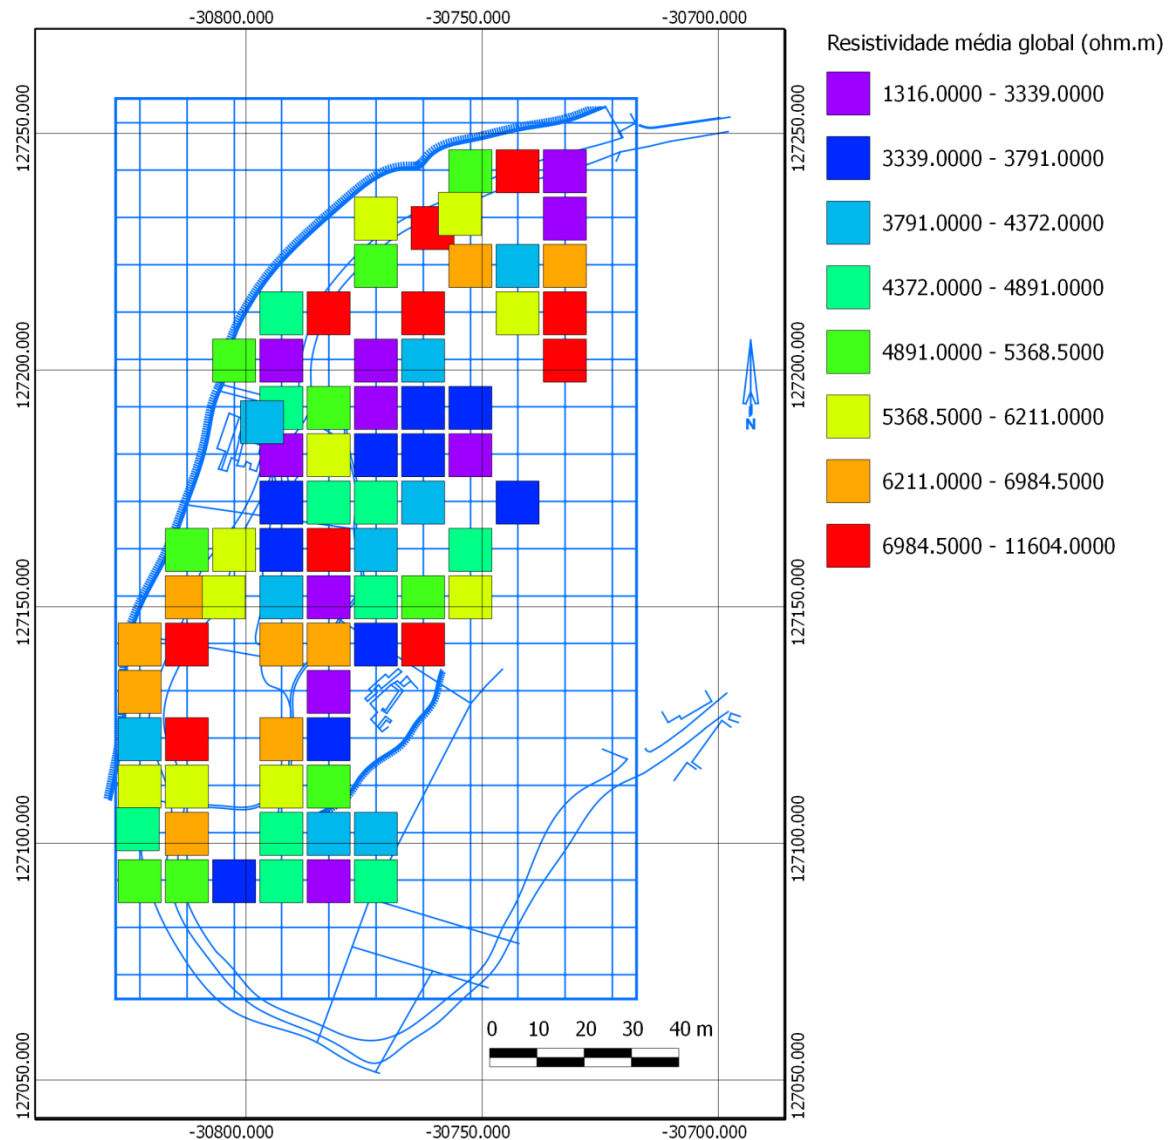 -30800.000 -30750.000 -30700.000
Resistividade média global (ohm.m)
1316.0000 - 3339.0000
3339.0000 - 3791.0000
3791.0000 - 4372.0000
4372.0000 - 4891.0000
4891.0000 - 5368.5000
5368.5000 - 6211.0000
6211.0000 - 6984.5000
6984.5000 - 11604.0000
127250.000
127200.000
127150.000
127100.000
127050.000
127250.000
127200.000
127150.000
127100.000
127050.000
N
0 10 20 30 40 m
-30800.000 -30750.000 -30700.000